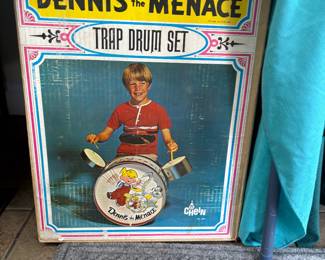 DENNIS the MENACE
TRAP DRUM SET
Dennis the Menace
A
CHEIN